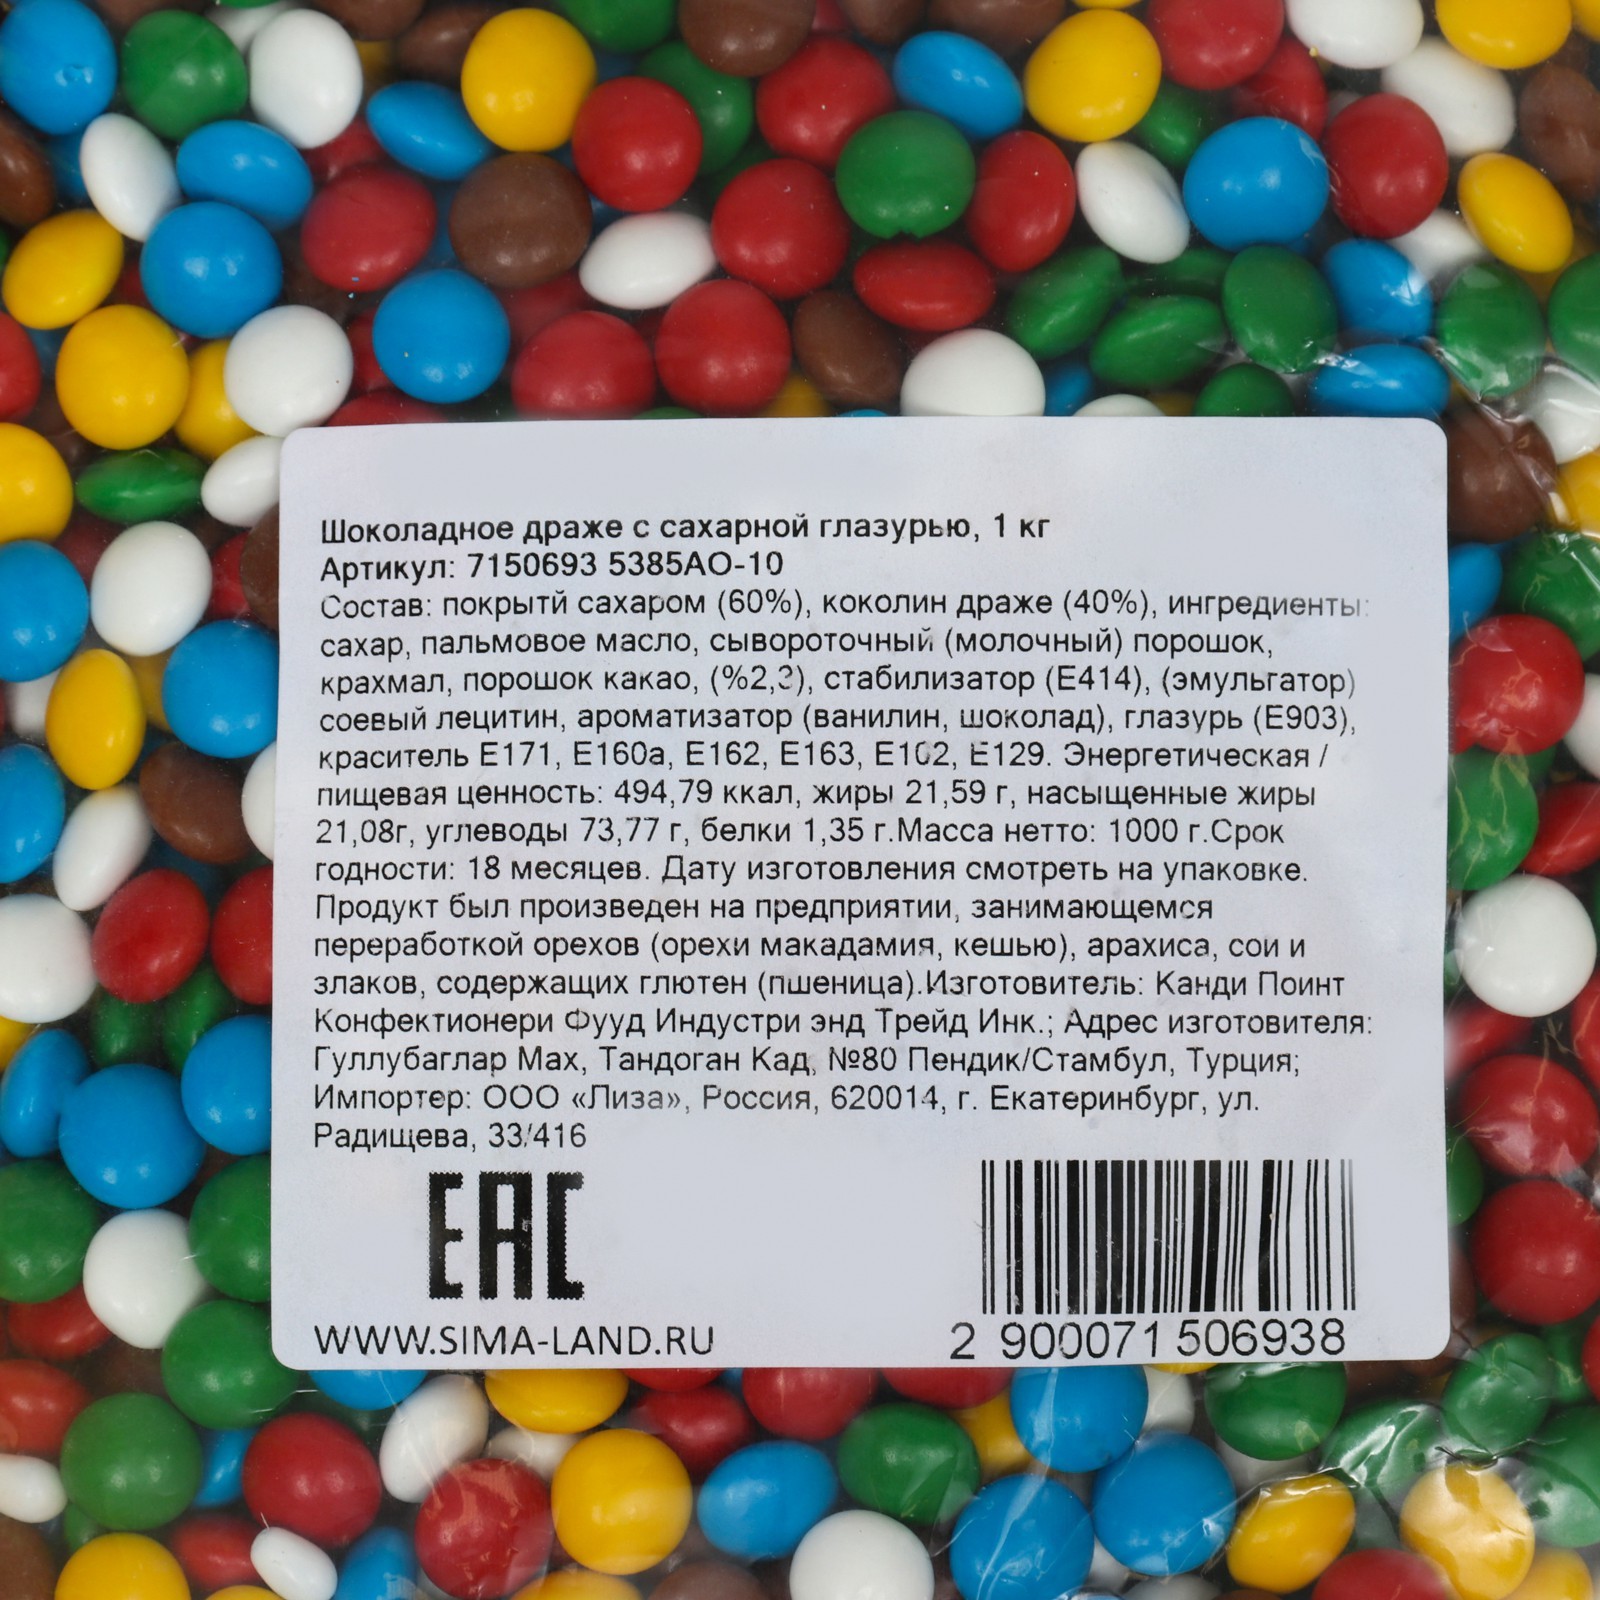 Шоколадное драже с сахарной глазурью, 1 кг
Артикул: 7150693 5385АО-10
Состав: покрытй сахаром (60%), коколин драже (40%), ингредиенты:
сахар, пальмовое масло, сывороточный (молочный) порошок,
крахмал, порошок какао, (%2,3), стабилизатор (Е414), (эмульгатор)
соевый лецитин, ароматизатор (ванилин, шоколад), глазурь (Е903),
краситель Е171, Е160а, Е162, Е163, Е102, Е129. Энергетическая /
пищевая ценность: 494,79 ккал, жиры 21,59 г, насыщенные жиры
21,08г, углеводы 73,77 г, белки 1,35 г.Масса нетто: 1000 г.Срок
годности: 18 месяцев. Дату изготовления смотреть на упаковке.
Продукт был произведен на предприятии, занимающемся
переработкой орехов (орехи макадамия, кешью), арахиса, сои и
злаков, содержащих глютен (пшеница).Изготовитель: Канди Поинт
Конфектионери Фууд Индустри энд Трейд Инк.; Адрес изготовителя:
Гуллубаглар Мах, Тандоган Кад, №80 Пендик/Стамбул, Турция;
Импортер: ООО «Лиза», Россия, 620014, г. Екатеринбург, ул.
Радищева, 33/416
EAC
WWW.SIMA-LAND.RU
2 900071 506938